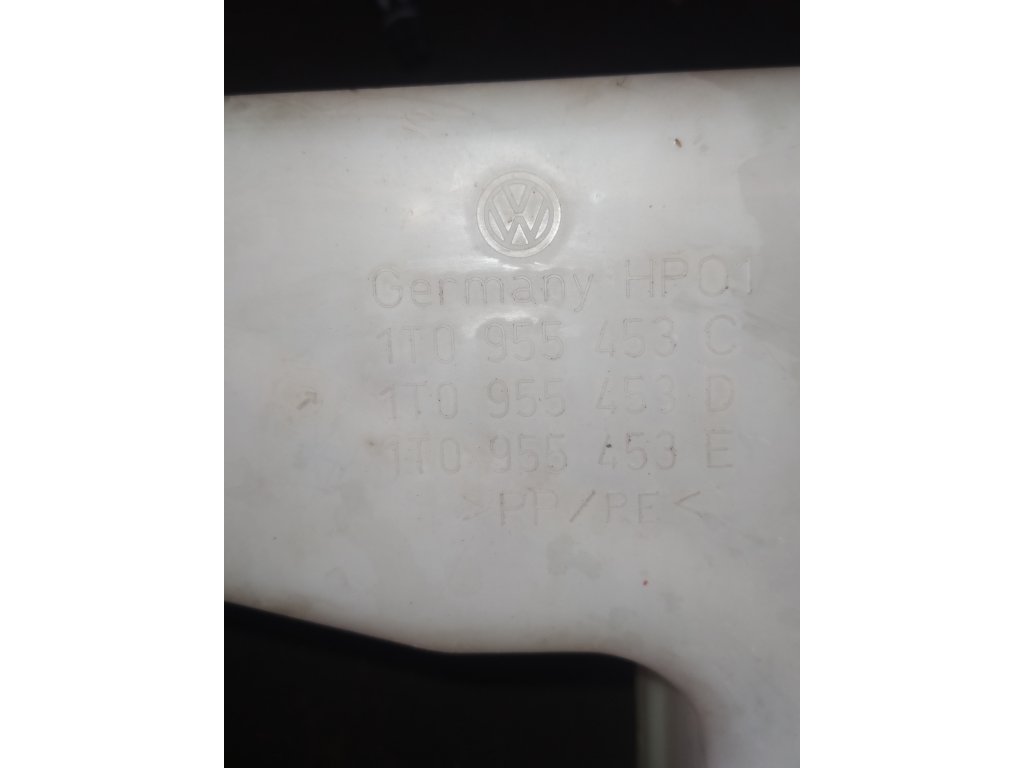 Germany HP01
1T0 955 453 C
1T0 955 453 D
1T0 955 453 E
>PP/PE<